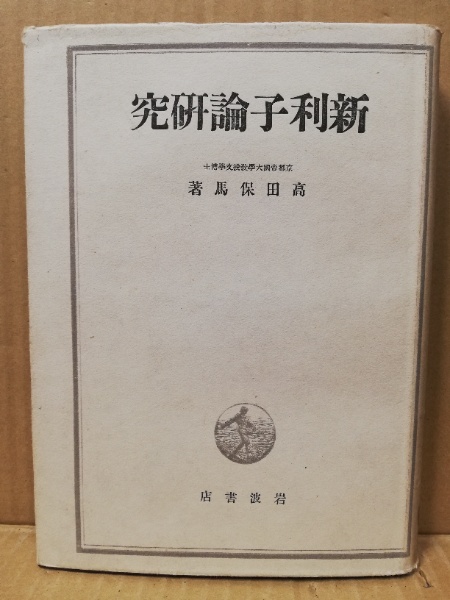 新利子論研究
京都帝國大學教授文學博士
高田保馬著
岩波書店